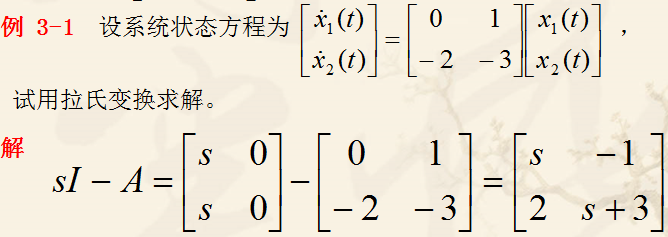 例 3-1 设系统状态方程为 [ẋ₁(t) ; ẋ₂(t)] = [0 1 ; −2 −3][x₁(t) ; x₂(t)] ，
试用拉氏变换求解。
解
sI − A = [s 0 ; s 0] − [0 1 ; −2 −3] = [s −1 ; 2 s+3]